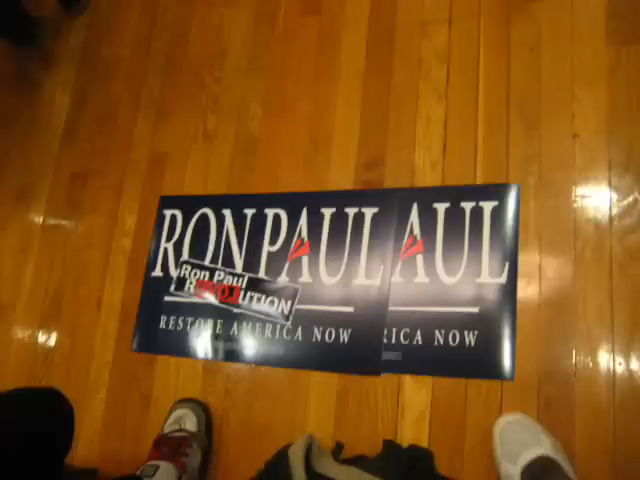 RON PAUL AUL
Ron Paul
REVOLUTION
RESTORE AMERICA NOW RICA NOW